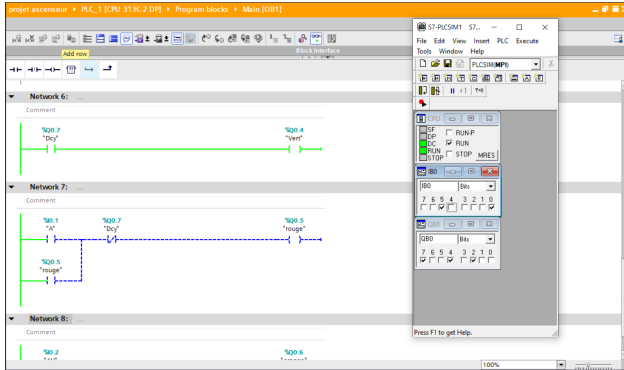 projet ascenseur ▸ PLC_1 [CPU 313C-2 DP] ▸ Program blocks ▸ Main [OB1]
Add row
Block interface
Network 6: .....
Comment
%Q0.7
"Dcy"
%Q0.4
"Vert"
Network 7: .....
Comment
%I0.1
"A"
%Q0.7
"Dcy"
%Q0.5
"rouge"
%Q0.5
"rouge"
Network 8: .....
Comment
%I0.2
%Q0.6
100%
S7-PLCSIM1 S7...
File Edit View Insert PLC Execute
Tools Window Help
PLCSIM(MPI)
+1 T=0
CPU
SF
DP
DC
RUN
STOP
RUN-P
RUN
STOP
MRES
IB0
IB0 Bits
7 6 5 4 3 2 1 0
QB0
QB0 Bits
7 6 5 4 3 2 1 0
Press F1 to get Help.